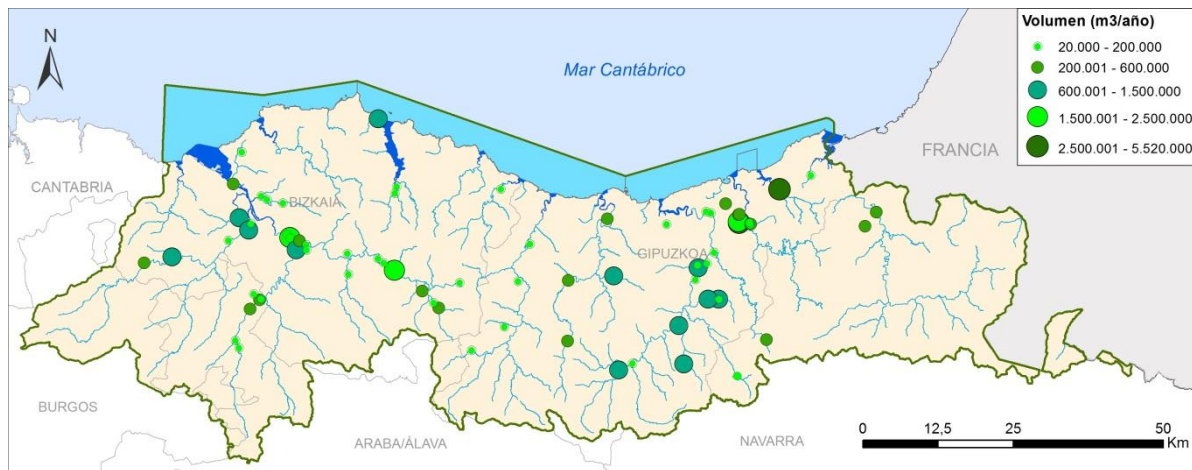 Volumen (m3/año)
20.000 - 200.000
200.001 - 600.000
600.001 - 1.500.000
1.500.001 - 2.500.000
2.500.001 - 5.520.000
N
Mar Cantábrico
FRANCIA
CANTABRIA
BIZKAIA
GIPUZKOA
BURGOS
ARABA/ÁLAVA
NAVARRA
0 12,5 25 50
Km